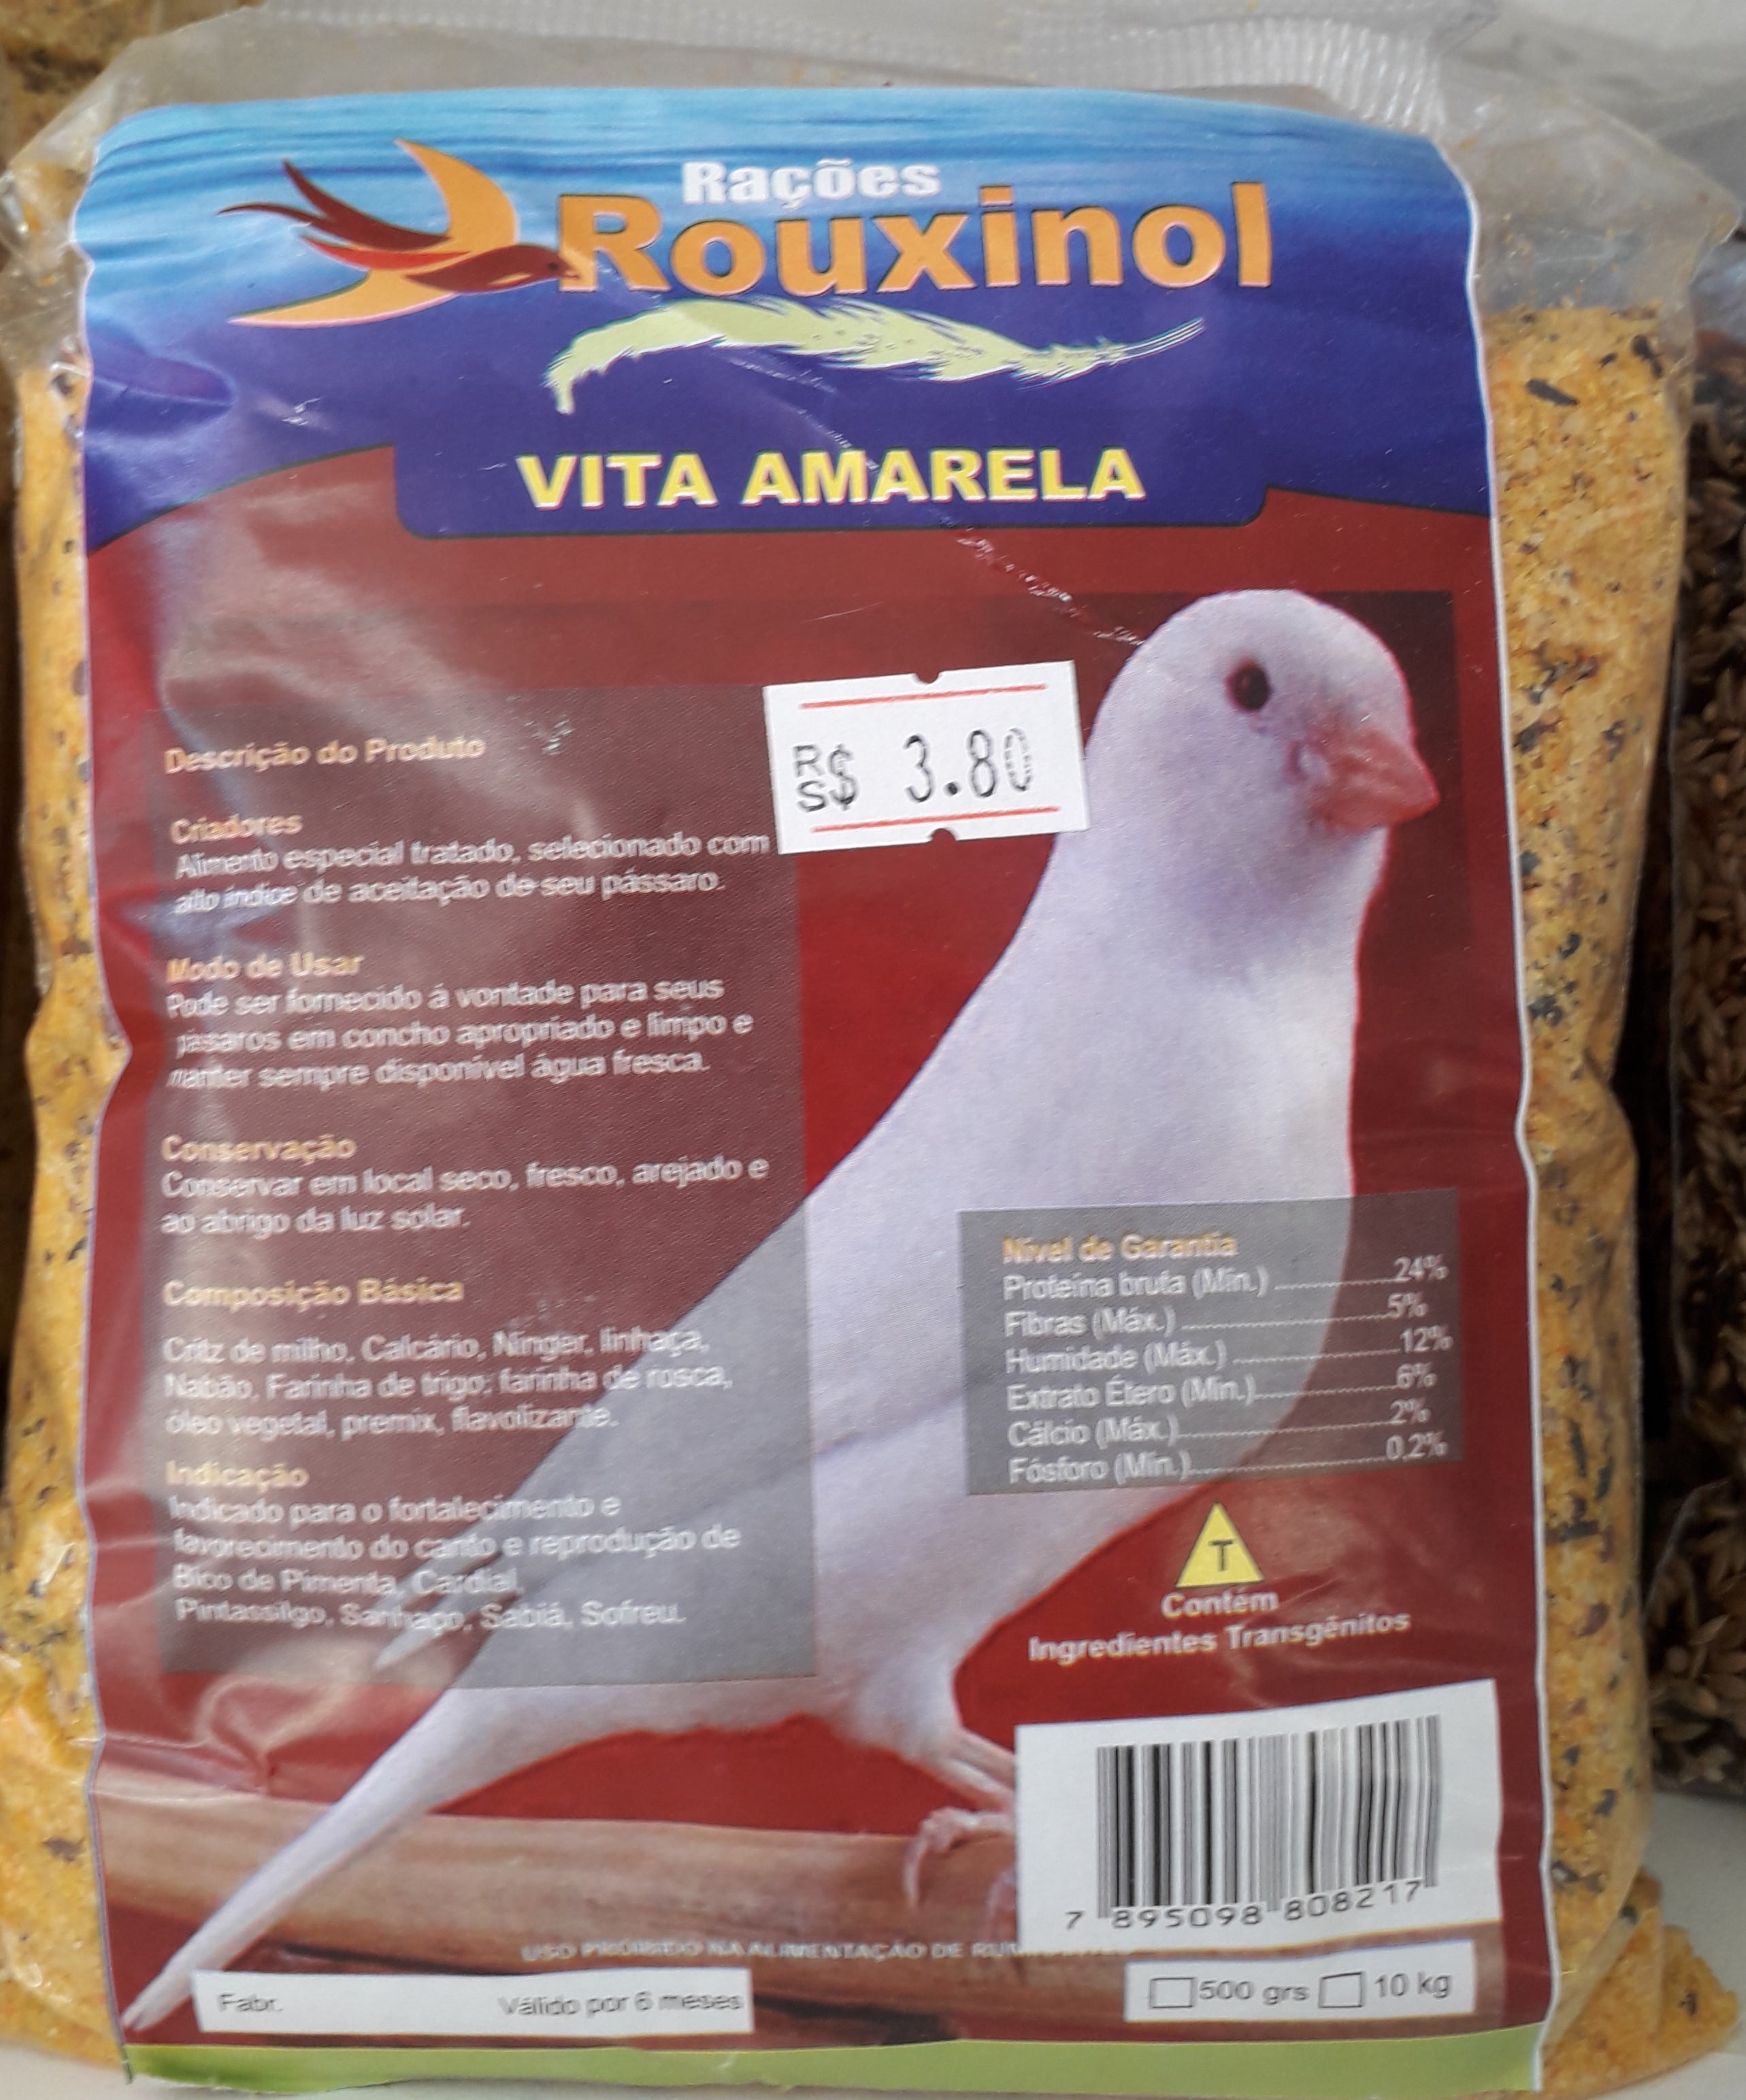 Rações
Rouxinol
VITA AMARELA
R
S$ 3.80
Descrição do Produto
Criadores
Alimento especial tratado, selecionado com
alto índice de aceitação de seu pássaro.
Modo de Usar
Pode ser fornecido á vontade para seus
pássaros em concho apropriado e limpo e
manter sempre disponível água fresca.
Conservação
Conservar em local seco, fresco, arejado e
ao abrigo da luz solar.
Composição Básica
Critz de milho, Calcário, Ninger, linhaça,
Nabão, Farinha de trigo, farinha de rosca,
óleo vegetal, premix, flavolizante.
Indicação
Indicado para o fortalecimento e
favorecimento do canto e reprodução de
Bico de Pimenta, Cardial,
Pintassilgo, Sanhaço, Sabiá, Sofreu.
Nível de Garantia
Proteína bruta (Mín.) 24%
Fibras (Máx.) 5%
Humidade (Máx.) 12%
Extrato Étero (Mín.) 6%
Cálcio (Máx.) 2%
Fósforo (Mín.) 0,2%
T
Contém
Ingredientes Transgênitos
7 895098 808217
USO PROIBIDO NA ALIMENTAÇÃO DE
Fabr. Válido por 6 meses
500 grs 10 kg